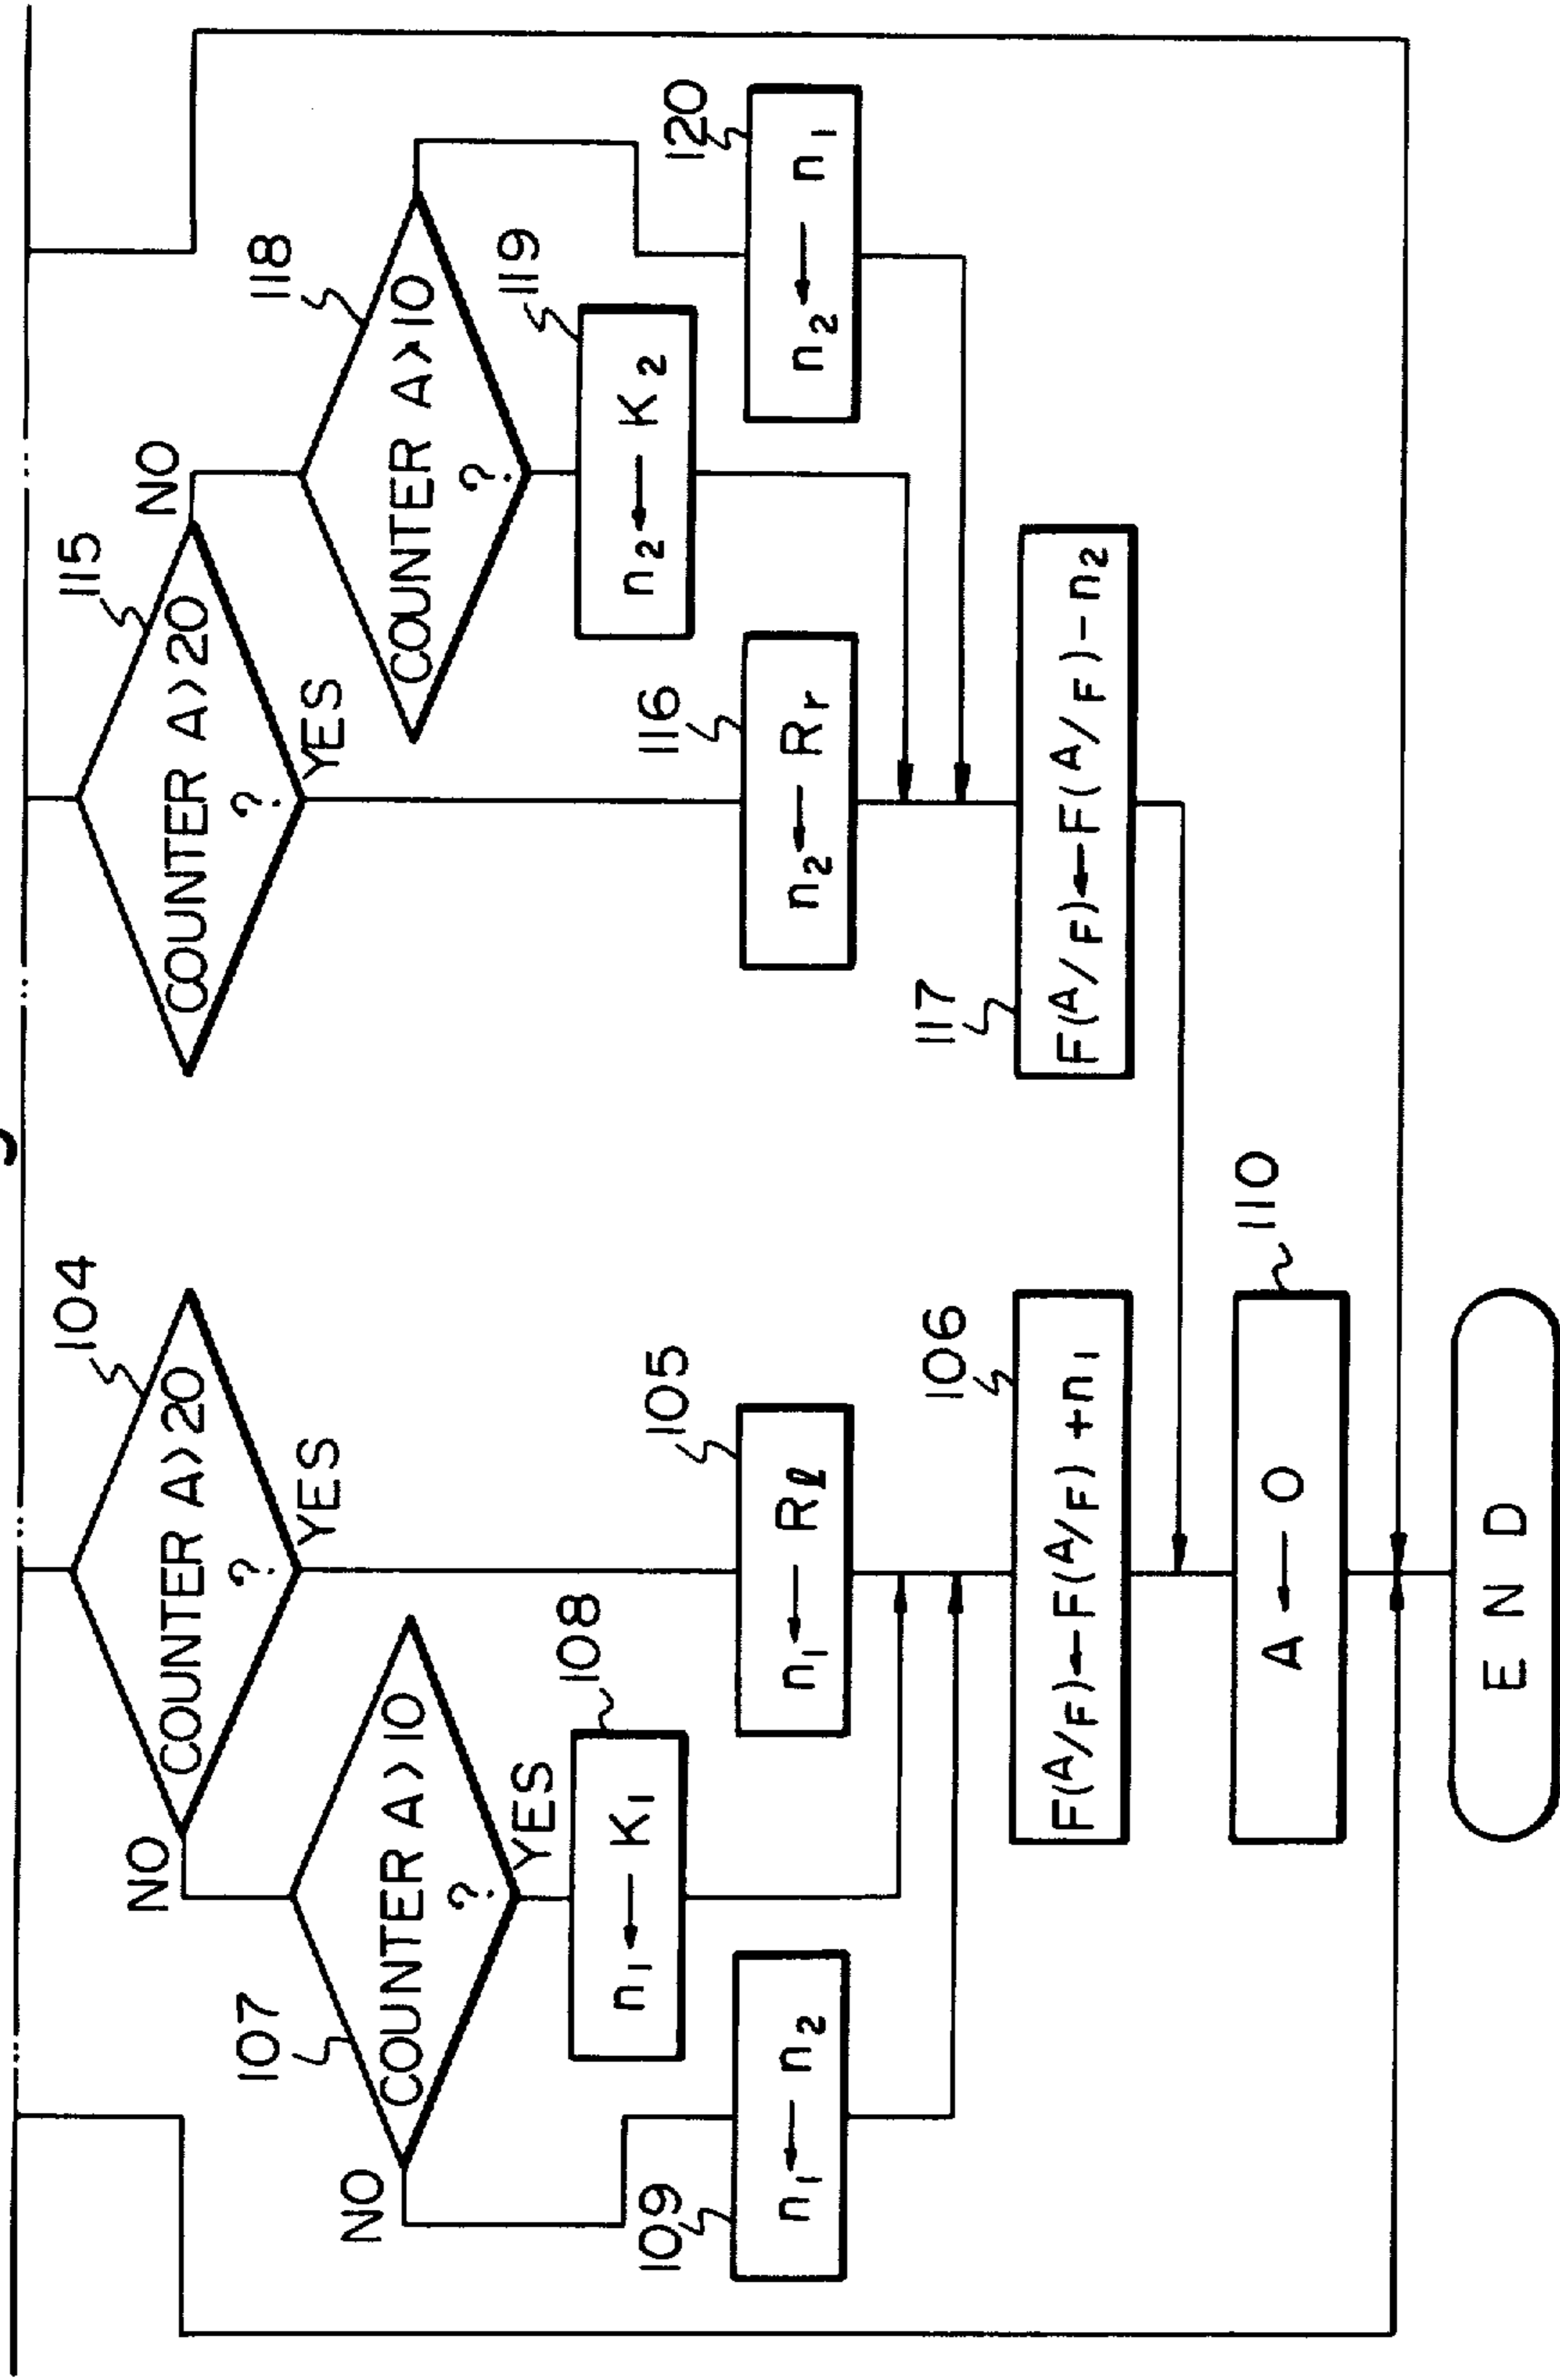 104
COUNTER A>20
?
NO
YES
107
COUNTER A>10
?
NO
YES
108
n₁ ← K₁
109
n₁ ← n₂
105
n₁ ← Rℓ
106
F(A/F) ← F(A/F) + n₁
110
A ← 0
END
115
COUNTER A>20
?
NO
YES
118
COUNTER A>10
?
119
n₂ ← K₂
120
n₂ ← n₁
116
n₂ ← Rr
117
F(A/F) ← F(A/F) - n₂